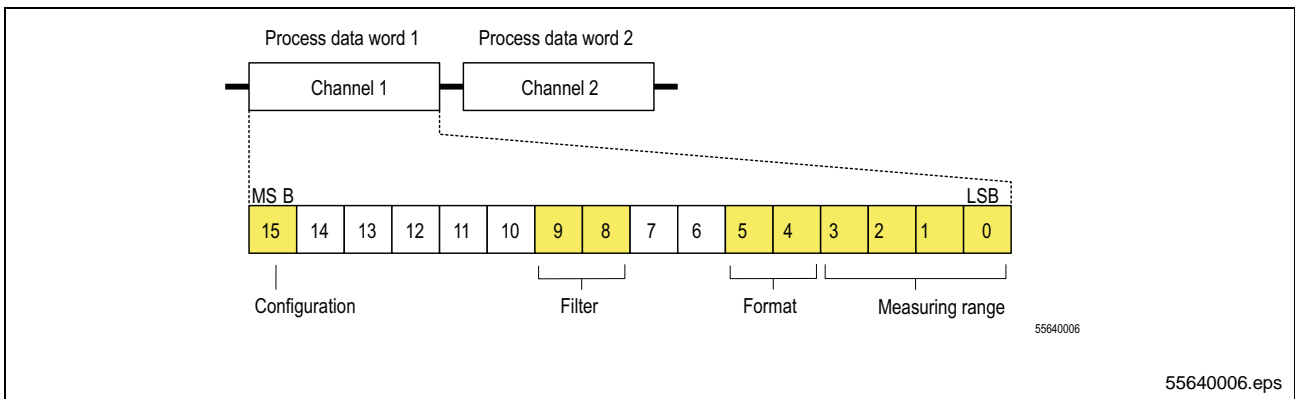 Process data word 1 Process data word 2
Channel 1 Channel 2
MS B LSB
15 14 13 12 11 10 9 8 7 6 5 4 3 2 1 0
Configuration Filter Format Measuring range
55640006
55640006.eps